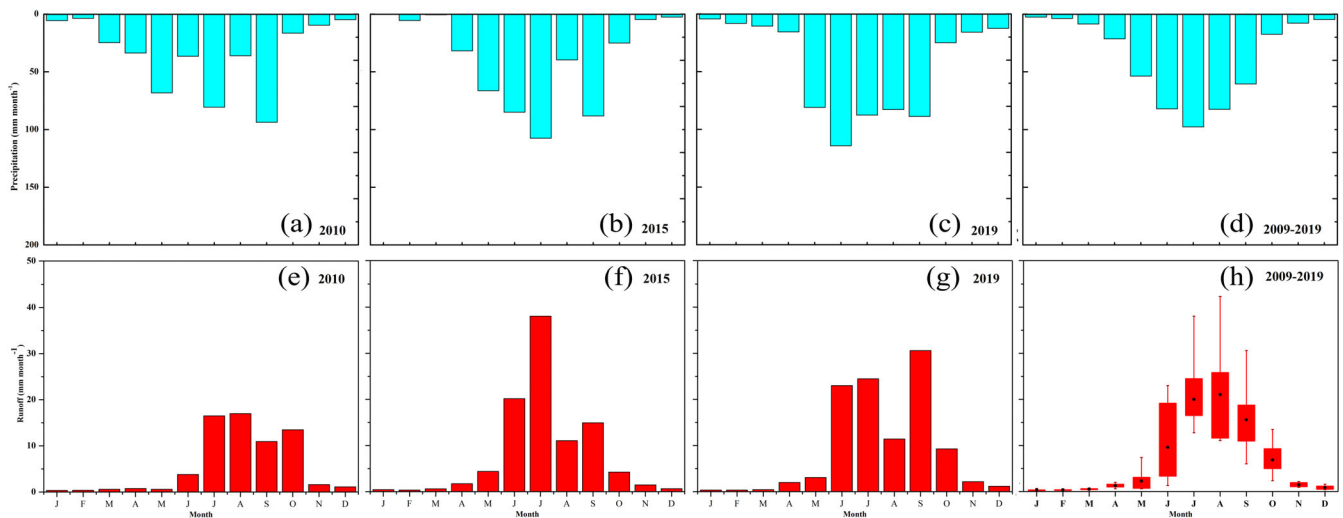 0
50
100
150
200
Precipitation (mm month⁻¹)
(a) 2010
(b) 2015
(c) 2019
(d) 2009-2019
50
40
30
20
10
0
Runoff (mm month⁻¹)
(e) 2010
(f) 2015
(g) 2019
(h) 2009-2019
J F M A M J J A S O N D
Month
J F M A M J J A S O N D
Month
J F M A M J J A S O N D
Month
J F M A M J J A S O N D
Month